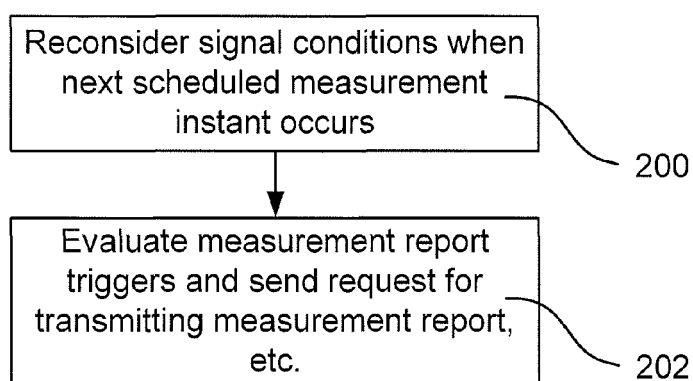 Reconsider signal conditions when
next scheduled measurement
instant occurs
200
Evaluate measurement report
triggers and send request for
transmitting measurement report,
etc.
202